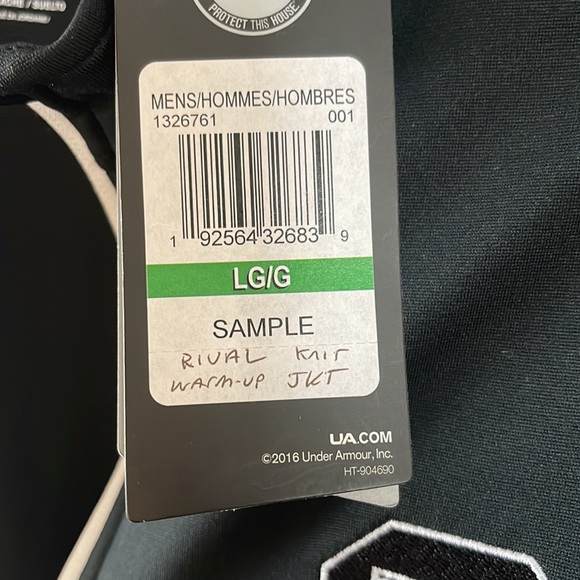 PROTECT THIS HOUSE.
MENS/HOMMES/HOMBRES
1326761 001
1 92564 32683 9
LG/G
SAMPLE
RIVAL KNIT
WARM-UP JKT
UA.COM
©2016 Under Armour, Inc.
HT-904690